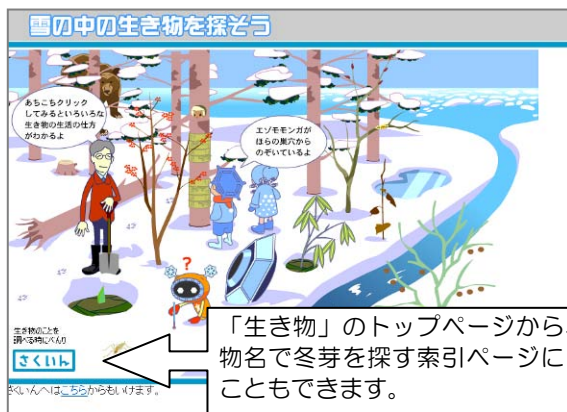 雪の中の生き物を探そう
あちこちクリック
してみるといろいろな
生き物の生活の仕方
がわかるよ
エゾモモンガが
ほらの巣穴から
のぞいているよ
?
生き物のことを
調べる時にべんり
さくいん
さくいんへはこちらからもいけます。
「生き物」のトップページから
物名で冬芽を探す索引ページに
こともできます。